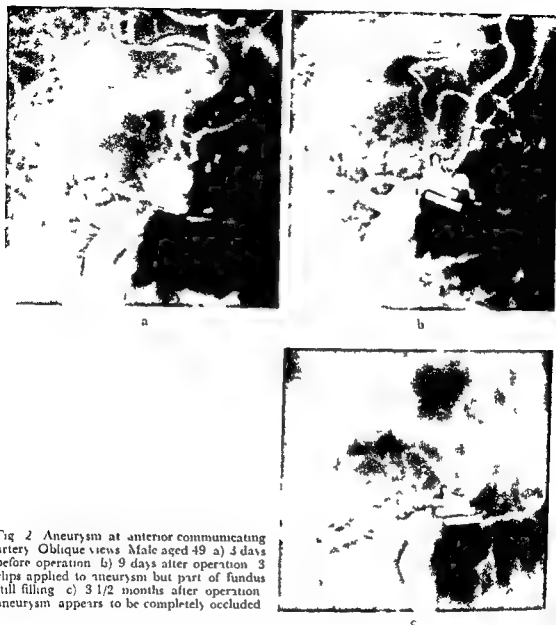 a
b
Fig 2 Aneurysm at anterior communicating
artery Oblique views Male aged 49 a) 3 days
before operation b) 9 days after operation 3
clips applied to aneurysm but part of fundus
still filling c) 3 1/2 months after operation
aneurysm appears to be completely occluded
c